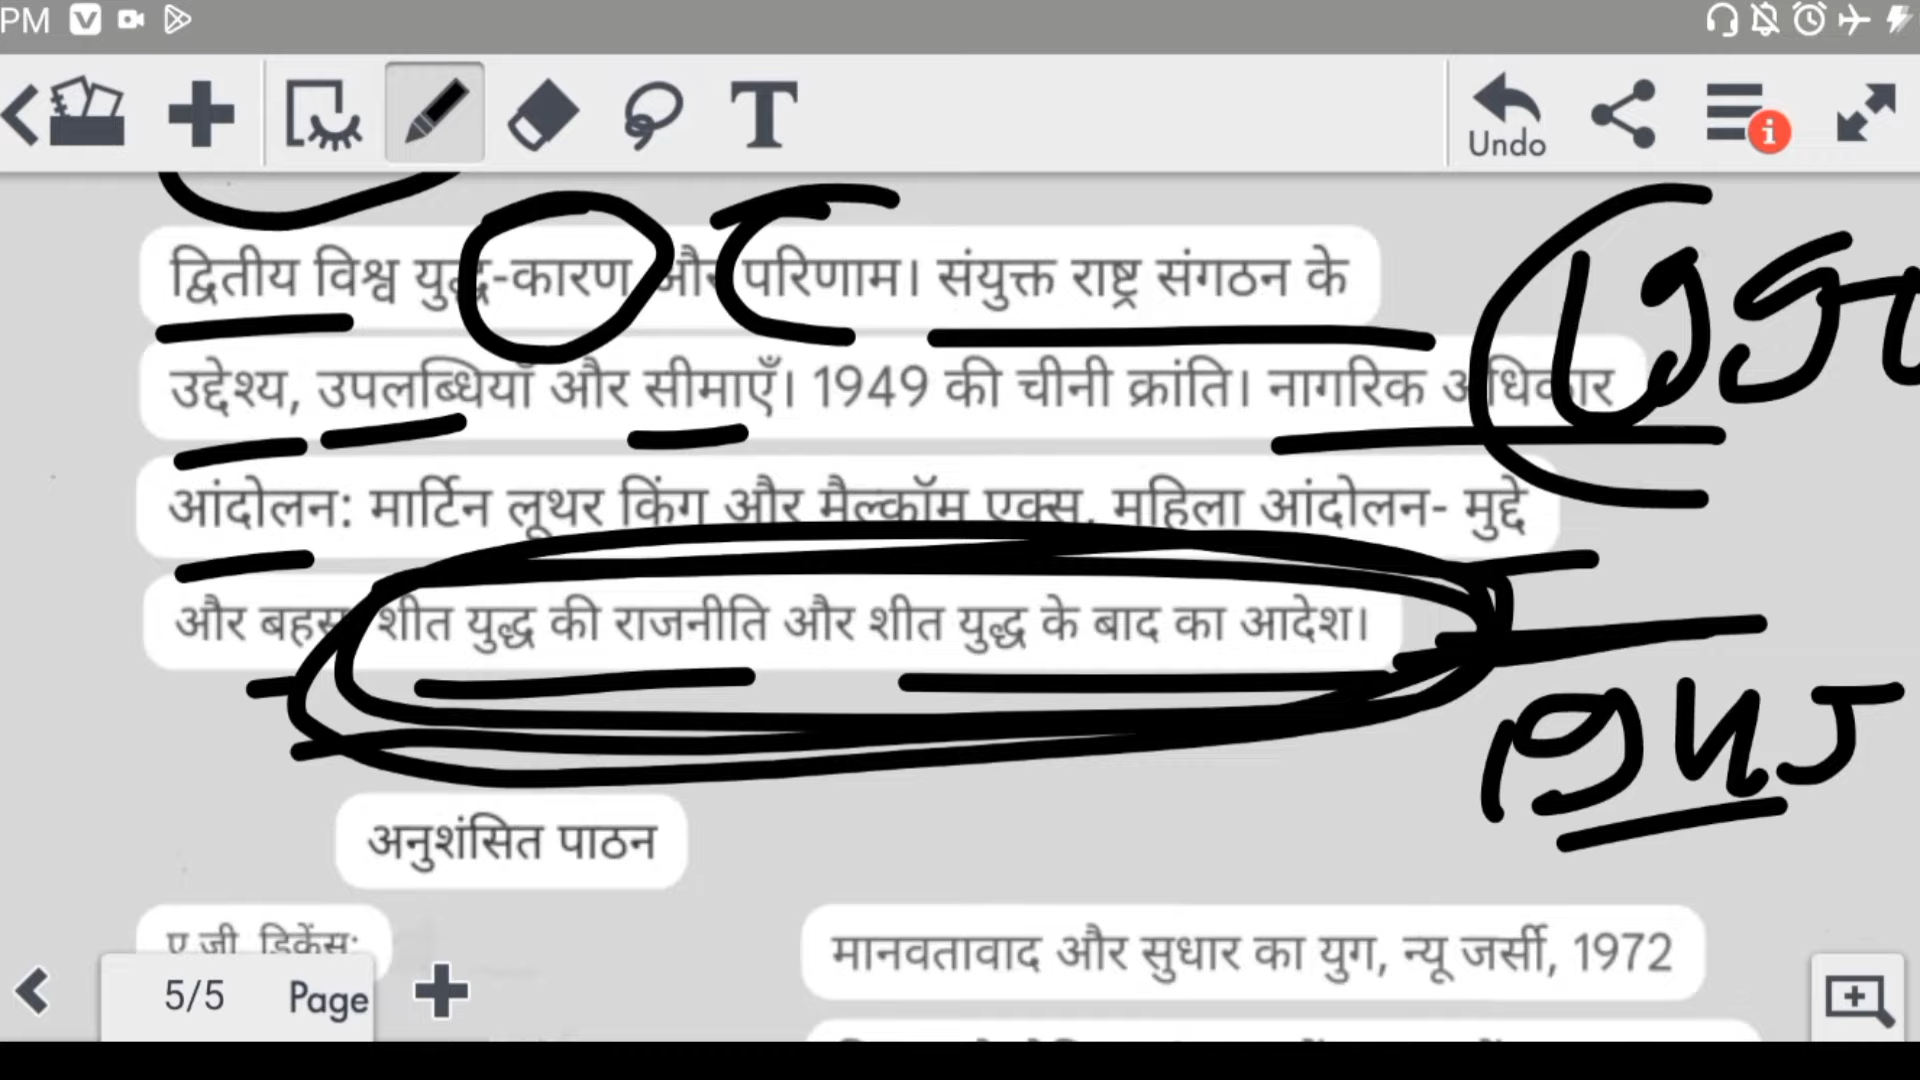 PM
Undo
द्वितीय विश्व युद्ध-कारण और परिणाम। संयुक्त राष्ट्र संगठन के
उद्देश्य, उपलब्धियाँ और सीमाएँ। 1949 की चीनी क्रांति। नागरिक अधिकार
आंदोलन: मार्टिन लूथर किंग और मैल्कॉम एक्स, महिला आंदोलन- मुद्दे
और बहस शीत युद्ध की राजनीति और शीत युद्ध के बाद का आदेश।
1945
अनुशंसित पाठन
ए.जी. डिकेंस:
मानवतावाद और सुधार का युग, न्यू जर्सी, 1972
5/5 Page